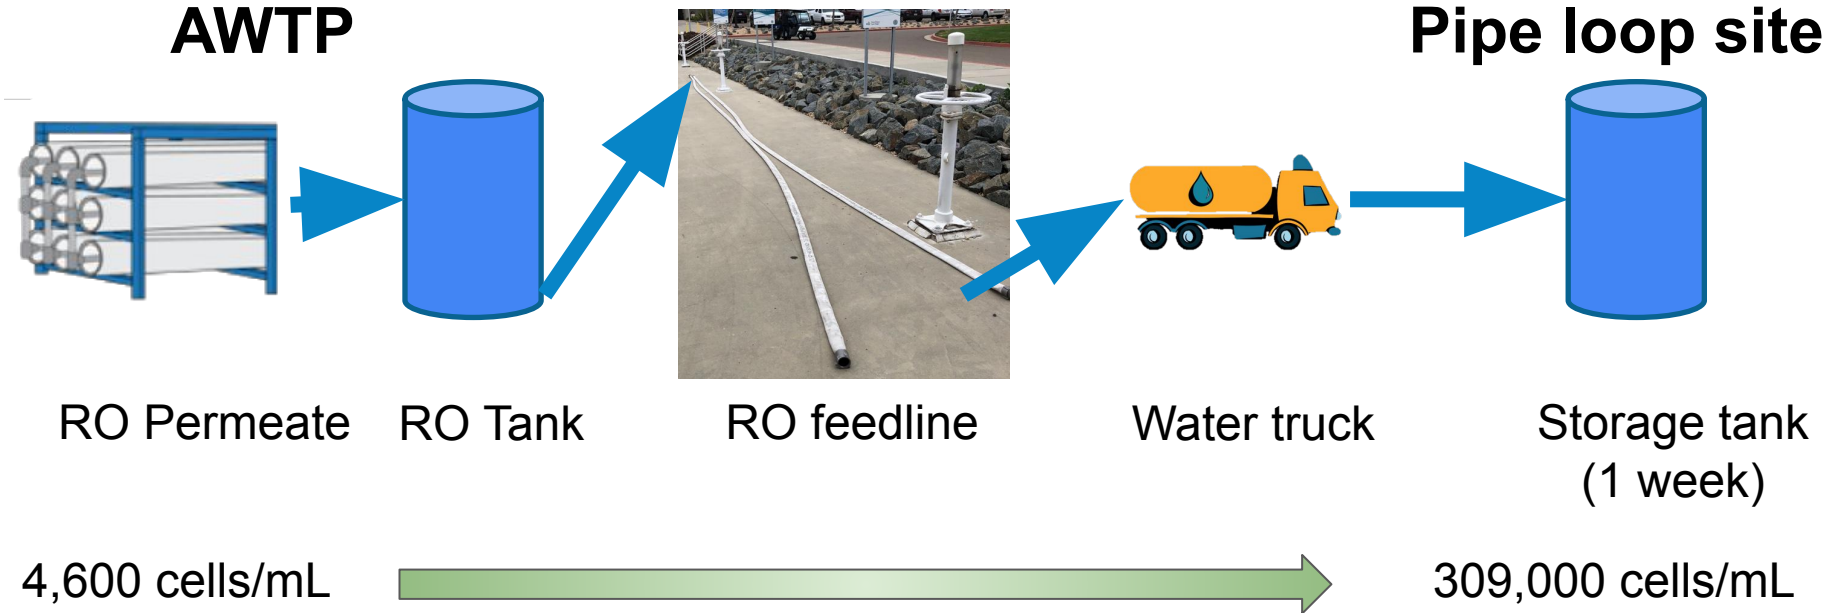 AWTP
Pipe loop site
RO Permeate
RO Tank
RO feedline
Water truck
Storage tank
(1 week)
4,600 cells/mL
309,000 cells/mL